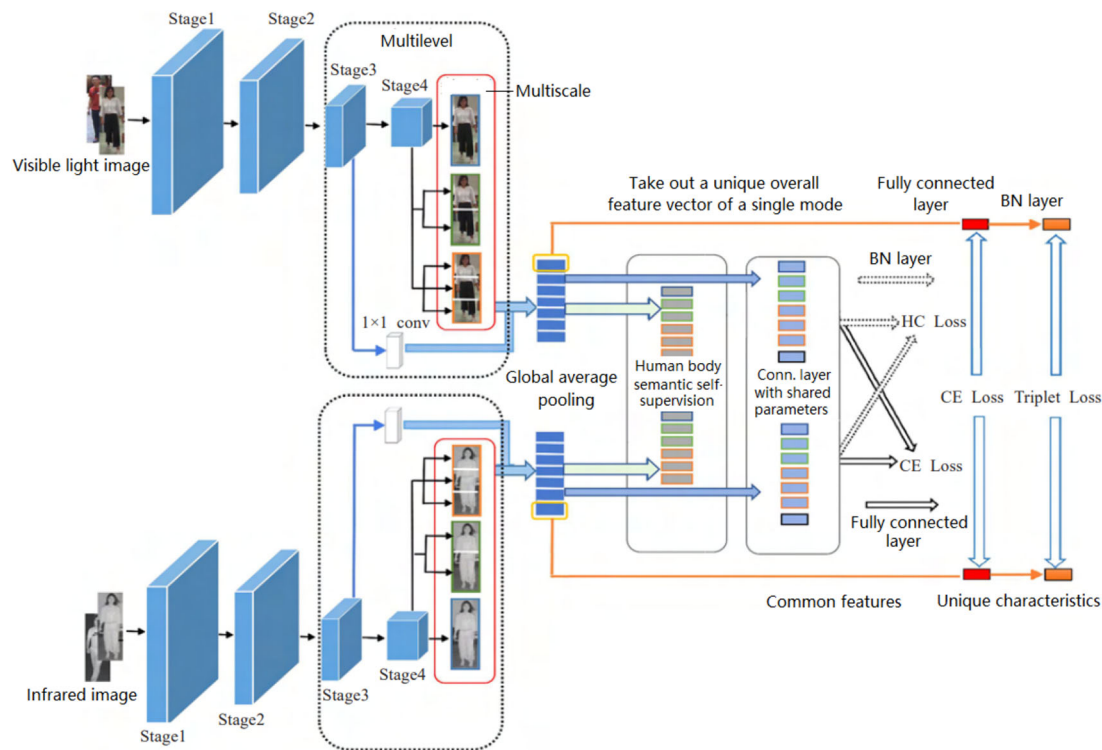 Stage1
Stage2
Multilevel
Stage3
Stage4
Multiscale
Visible light image
1×1 conv
Take out a unique overall
feature vector of a single mode
Fully connected
layer
BN layer
BN layer
HC Loss
Global average
pooling
Human body
semantic self-
supervision
Conn. layer
with shared
parameters
CE Loss
Triplet Loss
CE Loss
Fully connected
layer
Common features
Unique characteristics
Infrared image
Stage1
Stage2
Stage3
Stage4